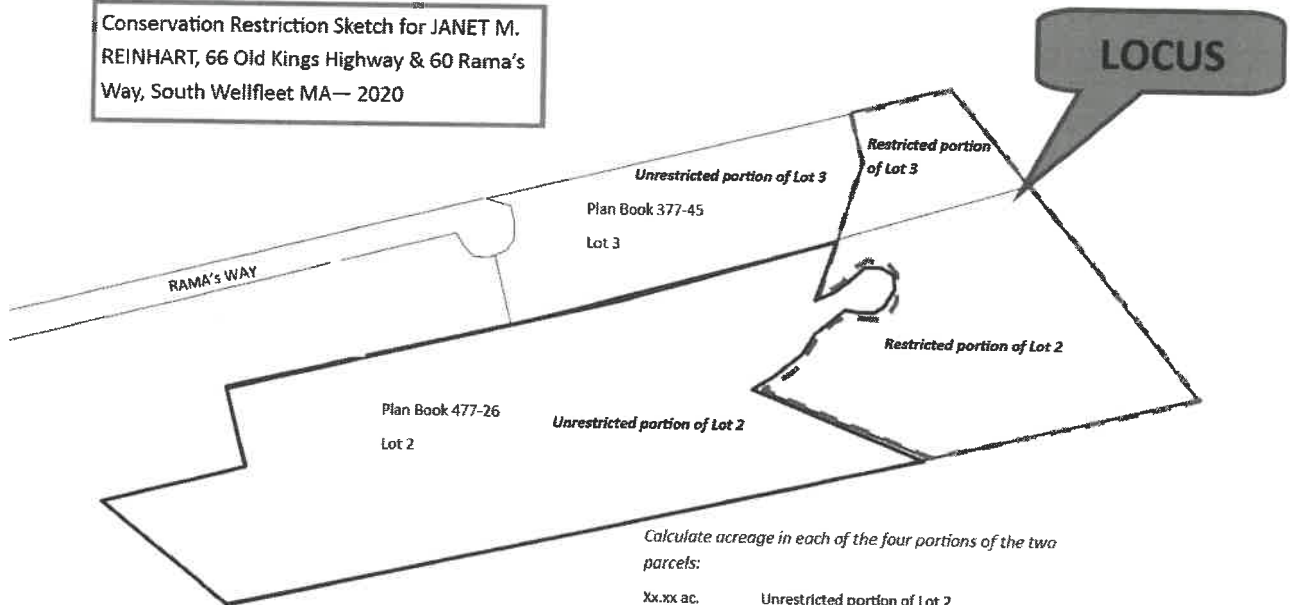 Conservation Restriction Sketch for JANET M.
REINHART, 66 Old Kings Highway & 60 Rama's
Way, South Wellfleet MA— 2020
LOCUS
Restricted portion
of Lot 3
Unrestricted portion of Lot 3
Plan Book 377-45
Lot 3
RAMA's WAY
Restricted portion of Lot 2
Plan Book 477-26
Lot 2
Unrestricted portion of Lot 2
Calculate acreage in each of the four portions of the two
parcels:
Xx.xx ac. Unrestricted portion of Lot 2